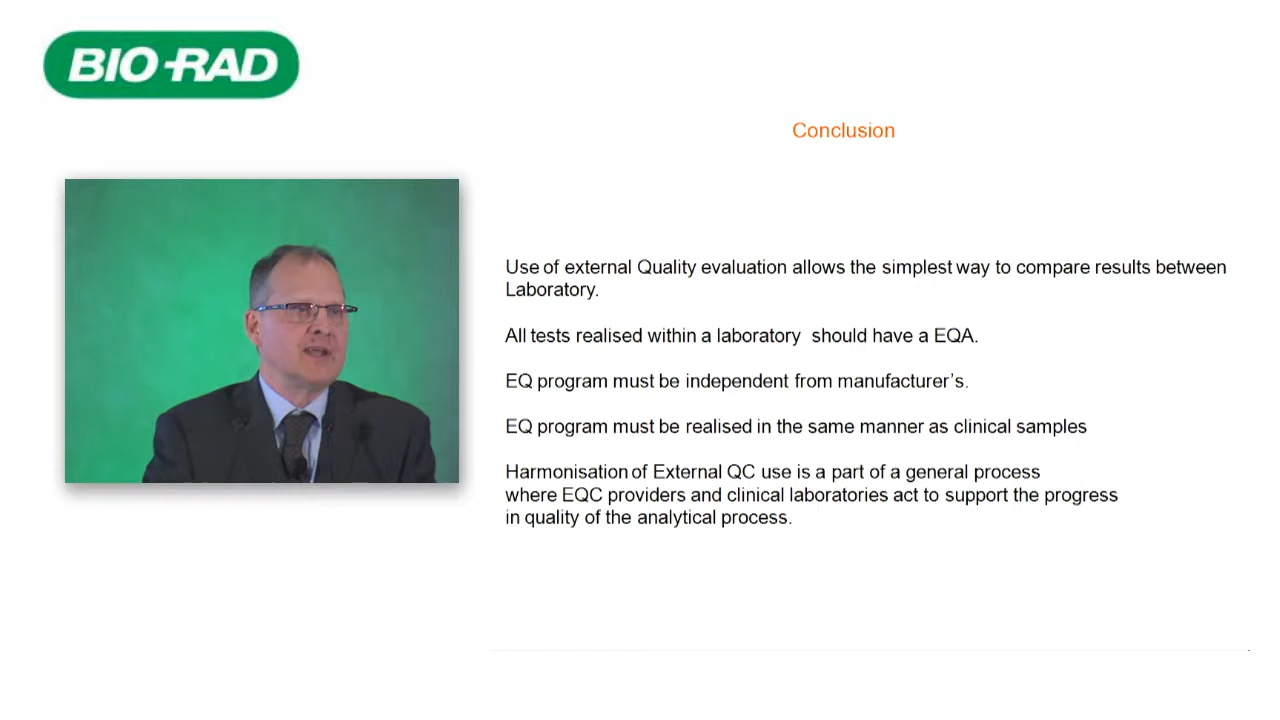 BIO-RAD
Conclusion
Use of external Quality evaluation allows the simplest way to compare results between
Laboratory.
All tests realised within a laboratory should have a EQA.
EQ program must be independent from manufacturer's.
EQ program must be realised in the same manner as clinical samples
Harmonisation of External QC use is a part of a general process
where EQC providers and clinical laboratories act to support the progress
in quality of the analytical process.